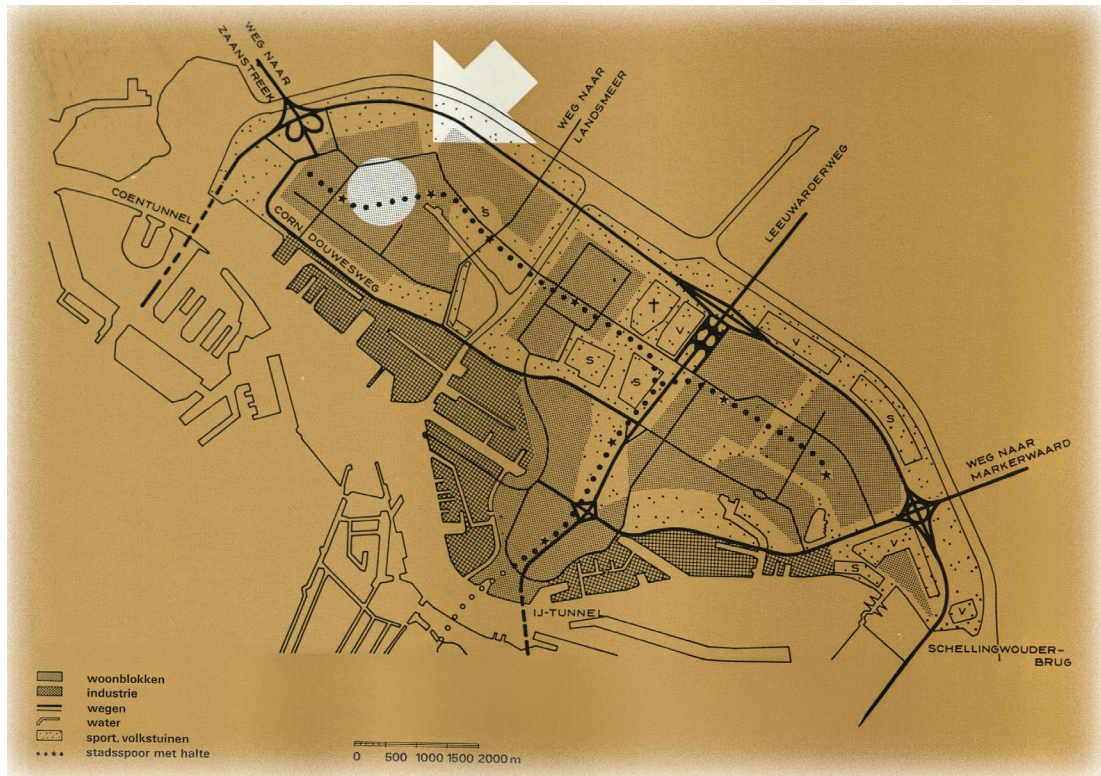 WEG NAAR
ZAANSTREEK
WEG NAAR
LANDSMEER
LEEUWARDERWEG
COENTUNNEL
CORN. DOUWESWEG
S
V
V
S
S
S
WEG NAAR
MARKERWAARD
V
S
V
IJ-TUNNEL
SCHELLINGWOUDER-
BRUG
woonblokken
industrie
wegen
water
sport, volkstuinen
stadsspoor met halte
0 500 1000 1500 2000 m